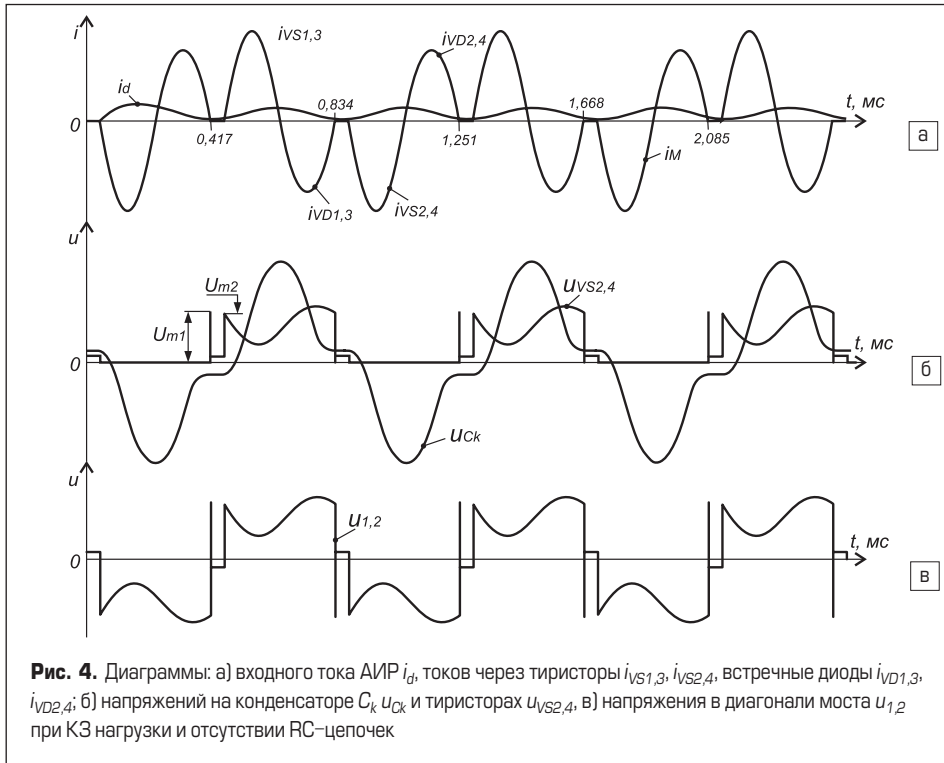 i
iVS1,3
iVD2,4
id
0
0,417
0,834
1,251
1,668
2,085
t, мс
iVD1,3
iVS2,4
iM
а
u
Um2
Um1
uVS2,4
0
t, мс
uCk
б
u
u1,2
0
t, мс
в
Рис. 4. Диаграммы: а) входного тока АИР id, токов через тиристоры iVS1,3, iVS2,4, встречные диоды iVD1,3,
iVD2,4; б) напряжений на конденсаторе Ck uCk и тиристорах uVS2,4, в) напряжения в диагонали моста u1,2
при КЗ нагрузки и отсутствии RC–цепочек